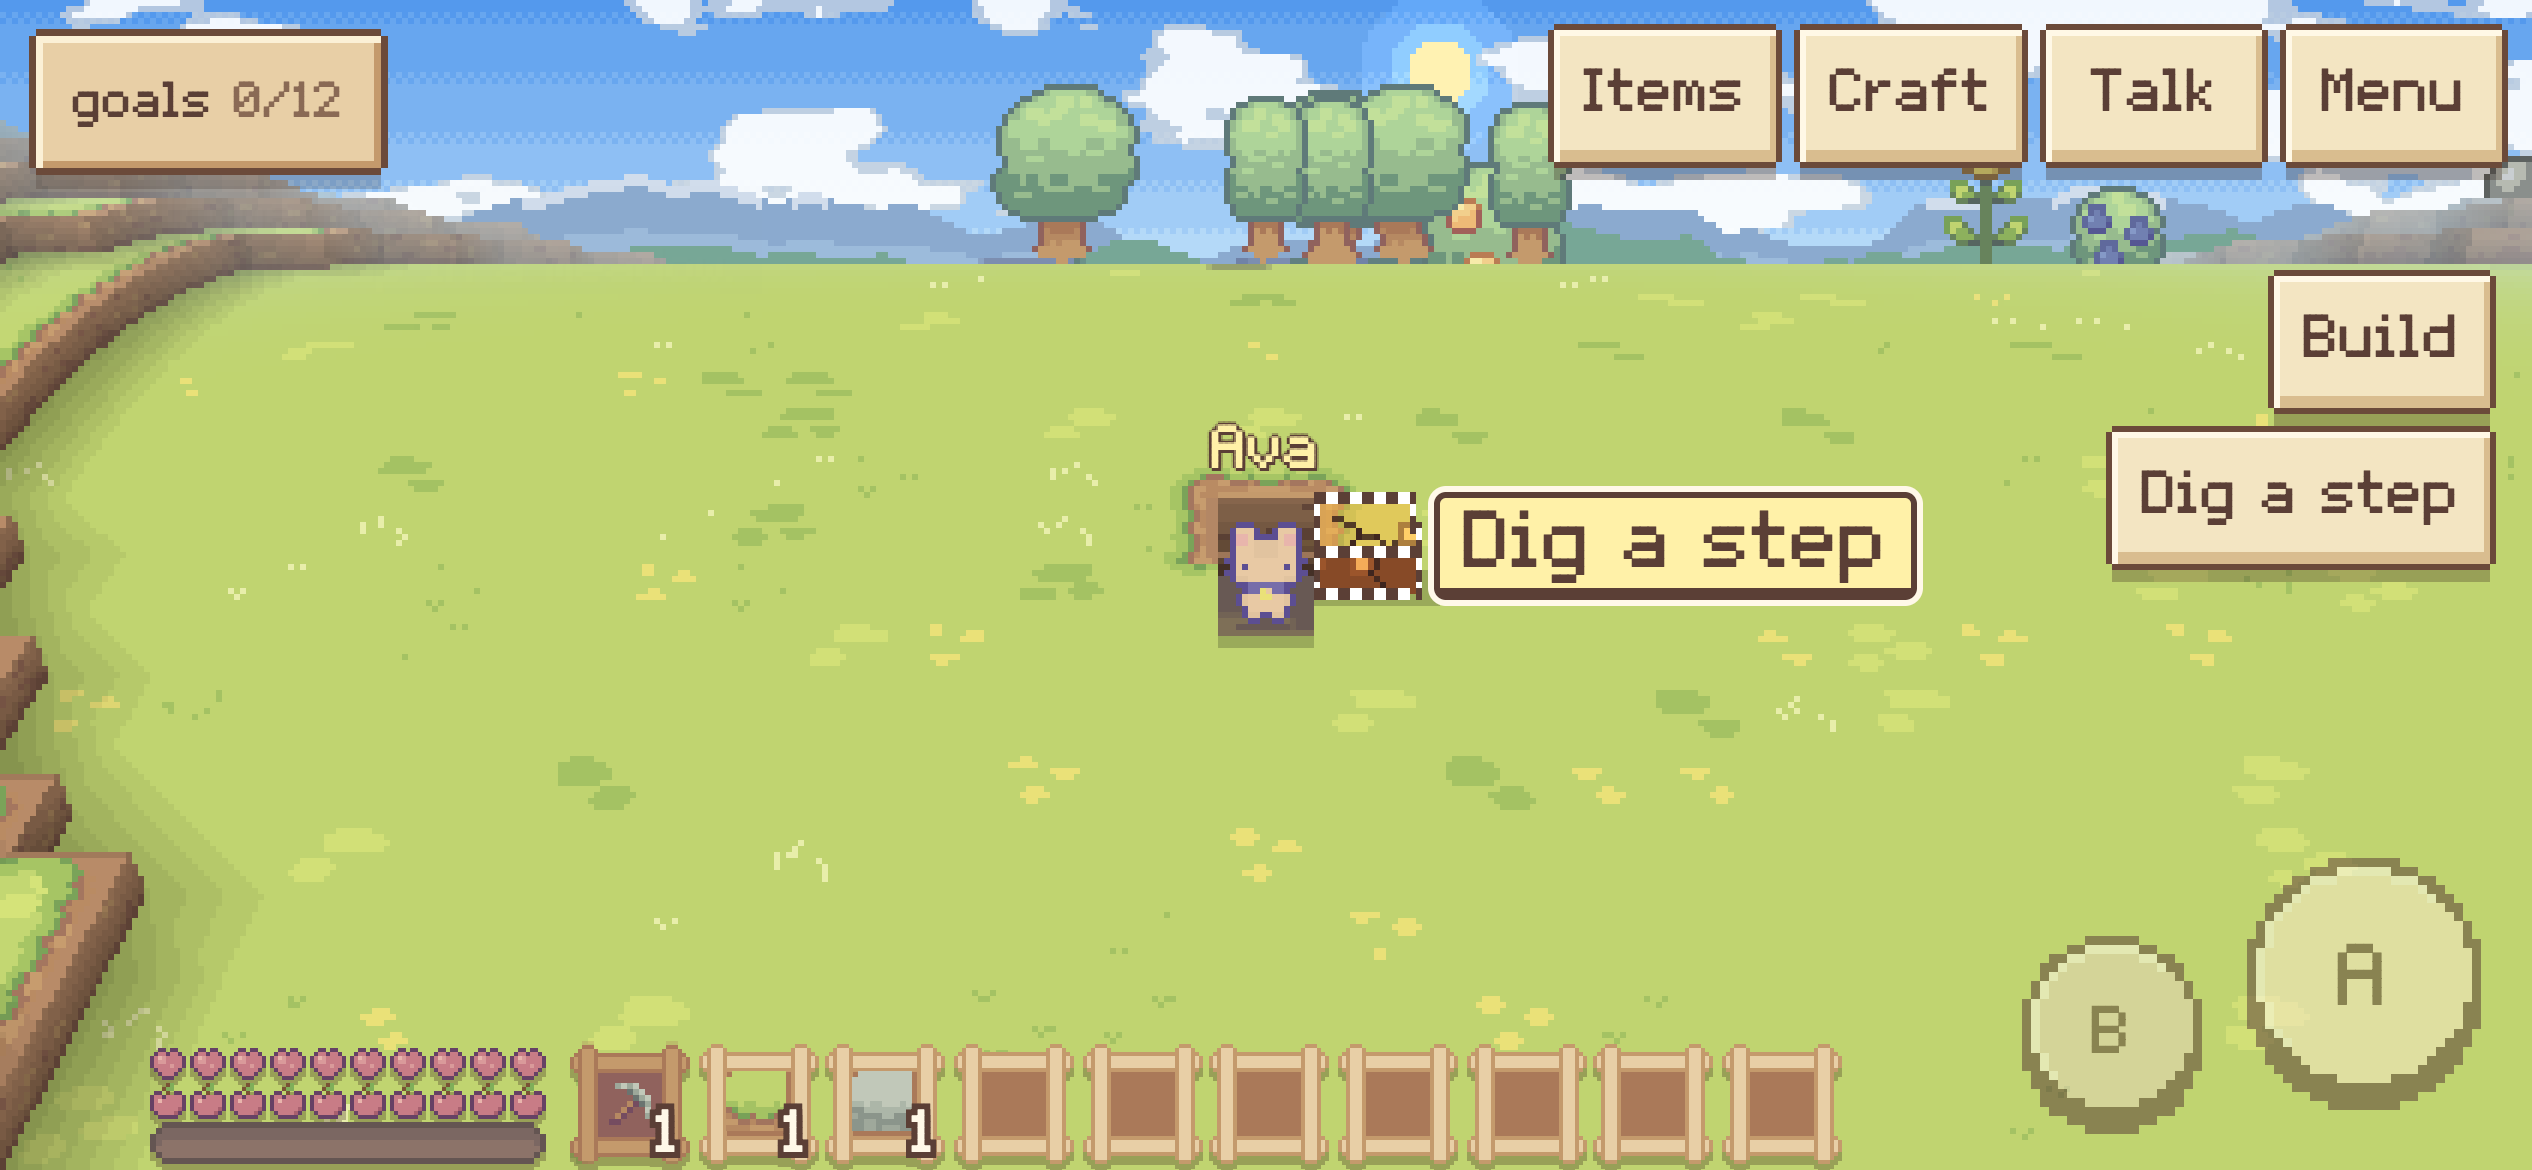 goals 0/12
Items
Craft
Talk
Menu
Build
Ava
Dig a step
Dig a step
A
B
1
1
1